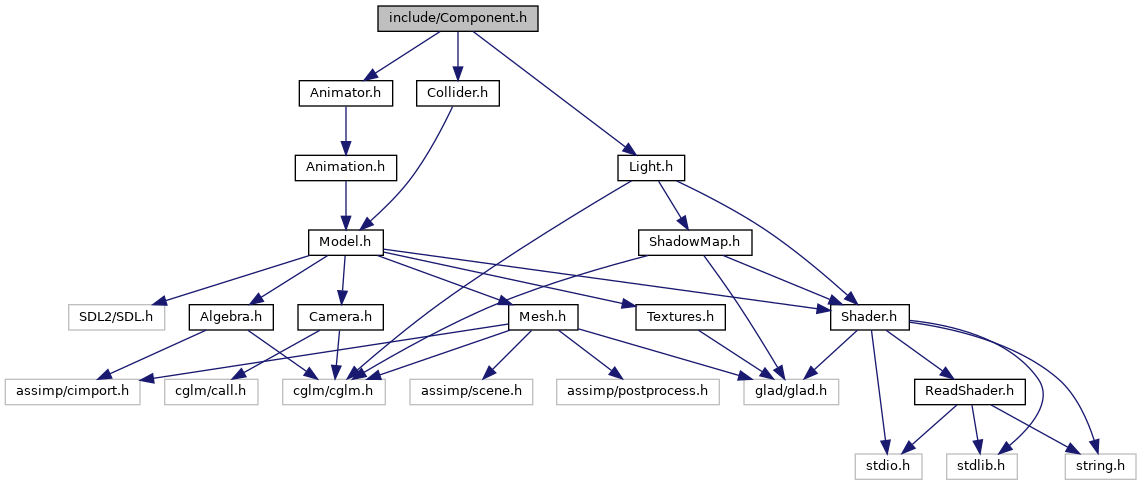 include/Component.h
Animator.h
Collider.h
Animation.h
Light.h
Model.h
ShadowMap.h
SDL2/SDL.h
Algebra.h
Camera.h
Mesh.h
Textures.h
Shader.h
assimp/cimport.h
cglm/call.h
cglm/cglm.h
assimp/scene.h
assimp/postprocess.h
glad/glad.h
ReadShader.h
stdio.h
stdlib.h
string.h